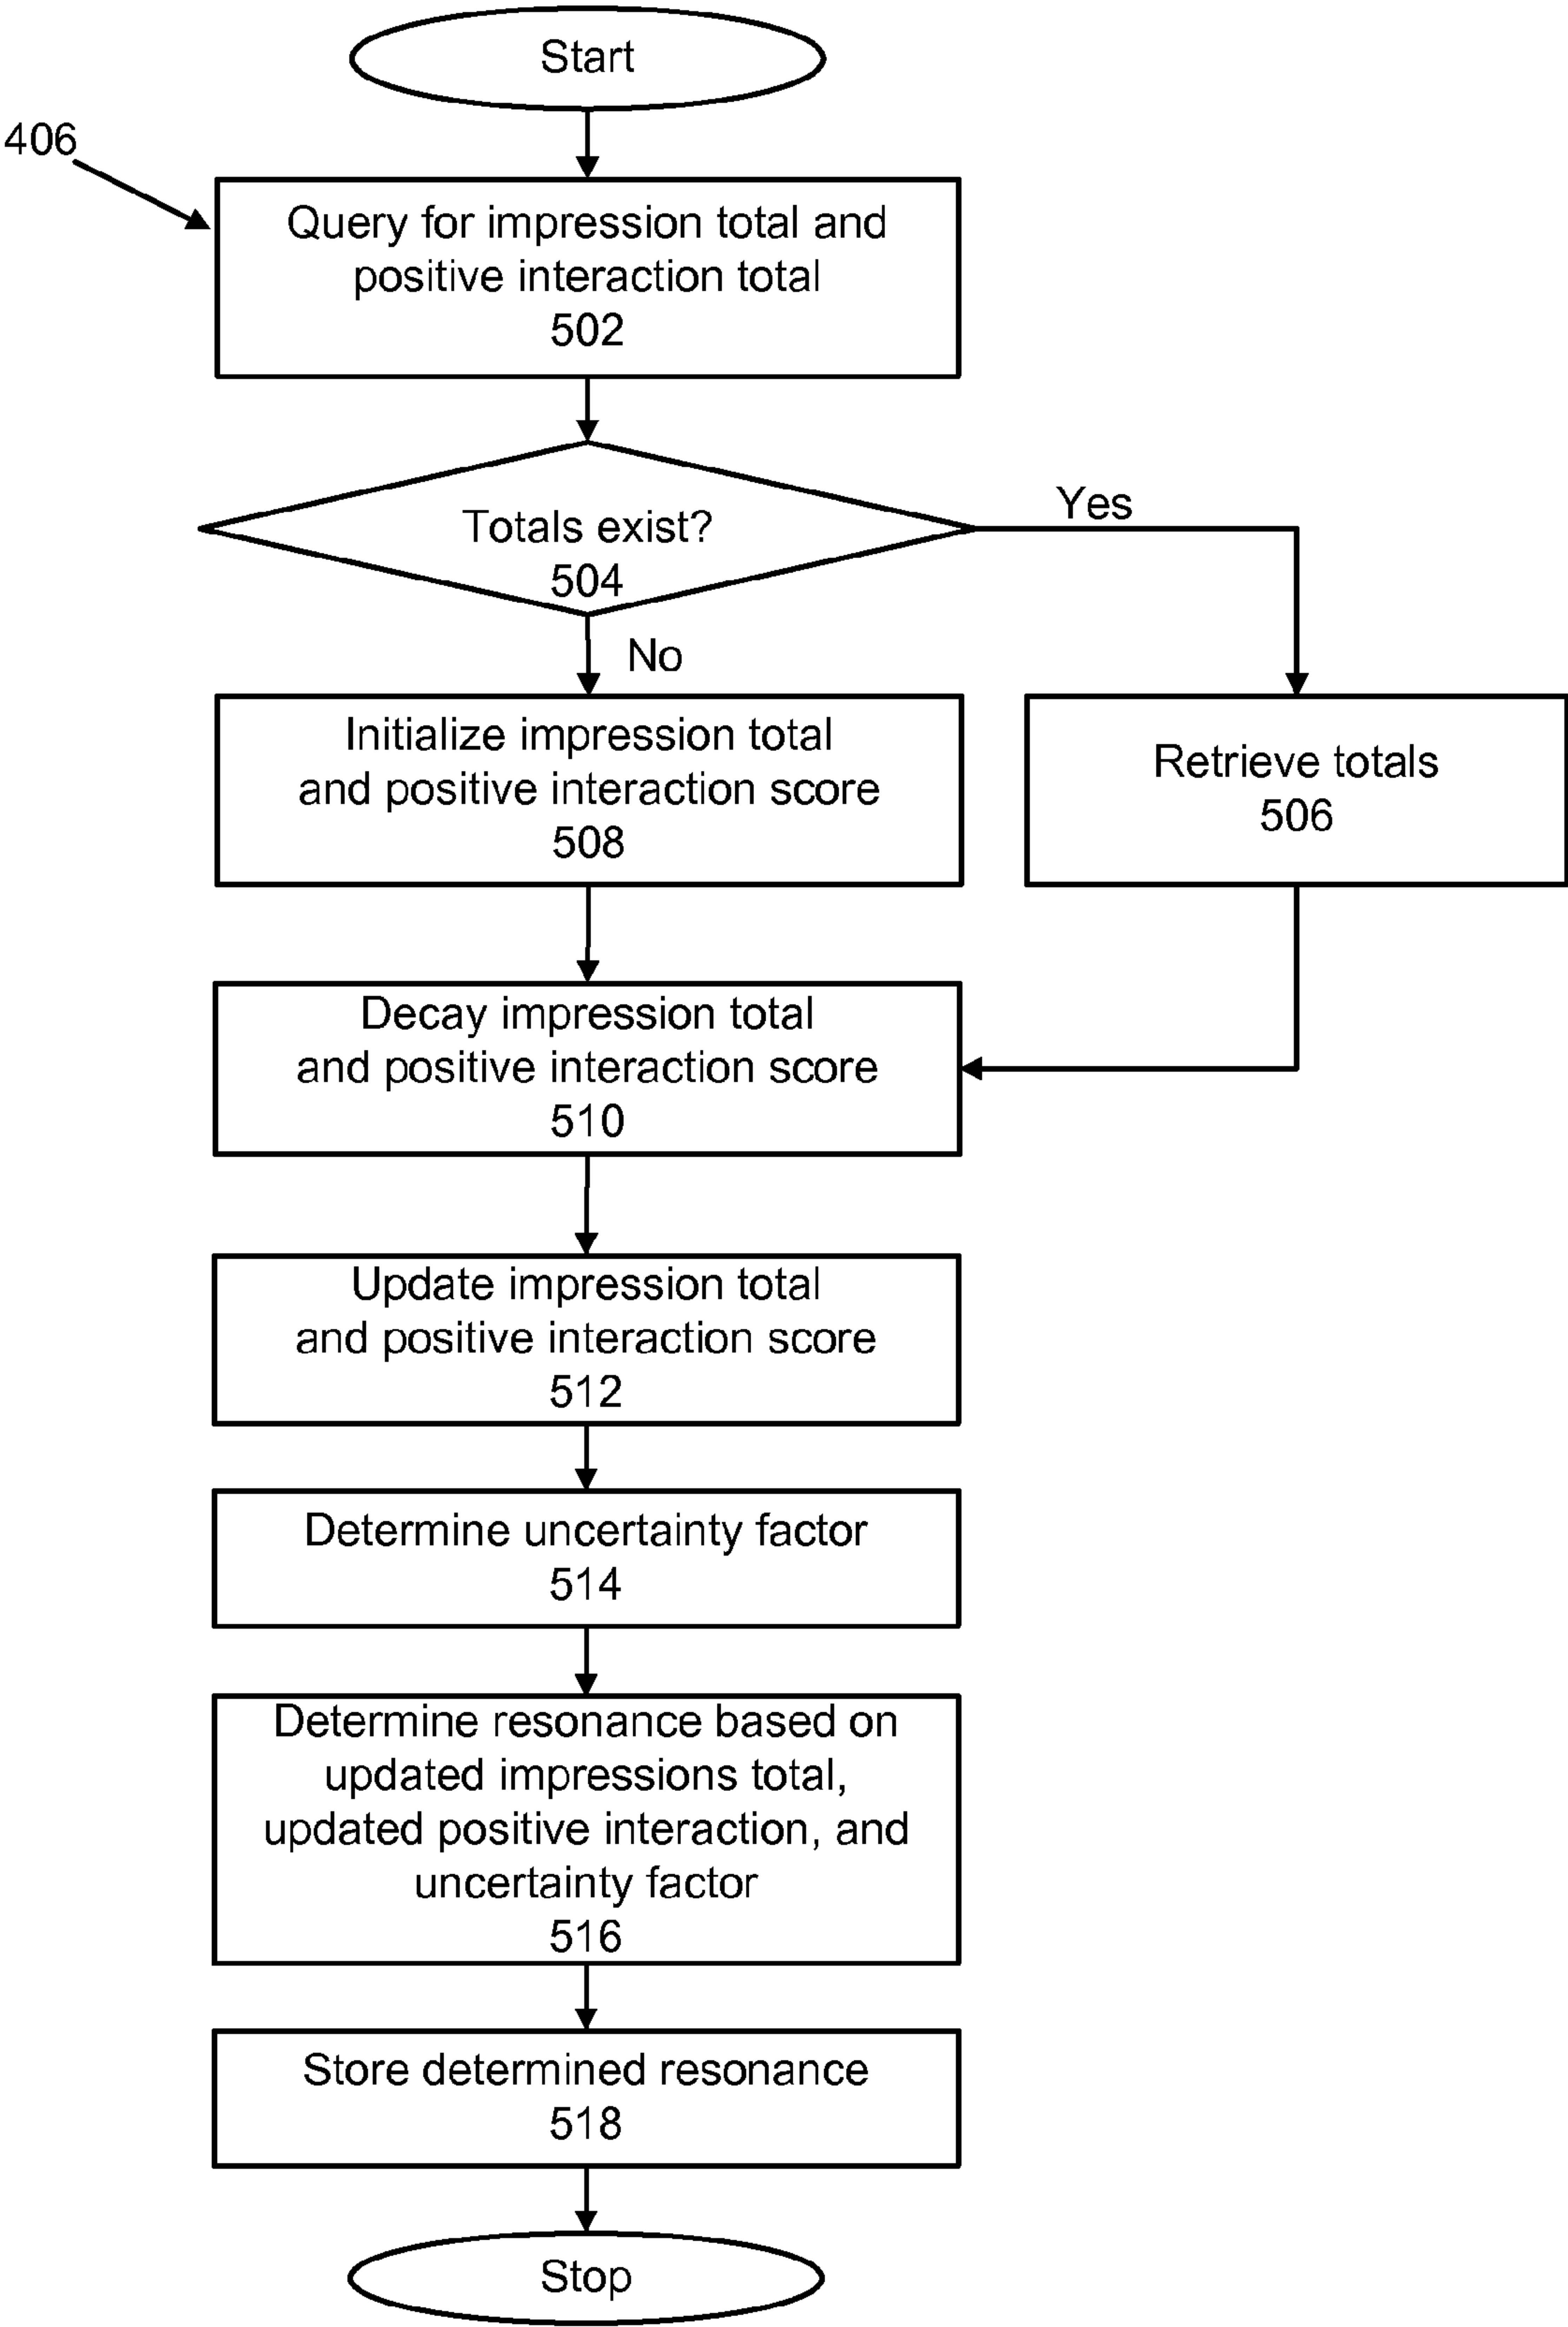 Start
406
Query for impression total and
positive interaction total
502
Totals exist?
504
Yes
No
Initialize impression total
and positive interaction score
508
Retrieve totals
506
Decay impression total
and positive interaction score
510
Update impression total
and positive interaction score
512
Determine uncertainty factor
514
Determine resonance based on
updated impressions total,
updated positive interaction, and
uncertainty factor
516
Store determined resonance
518
Stop